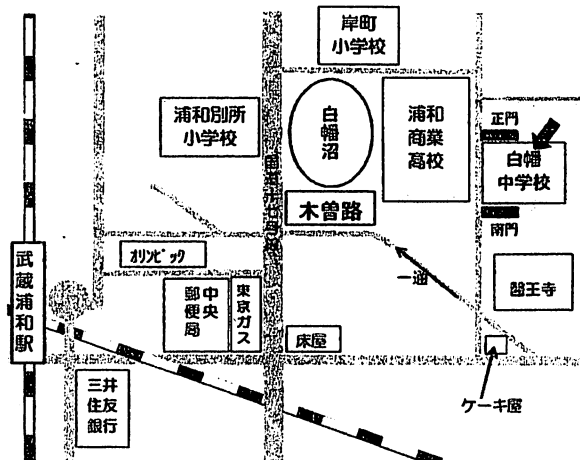 岸町
小学校
浦和別所
小学校
白幡沼
浦和
商業
高校
正門
白幡
中学校
南門
木曽路
オリンピック
一通
武蔵浦和駅
中央
郵便局
東京ガス
床屋
医王寺
三井
住友
銀行
ケーキ屋